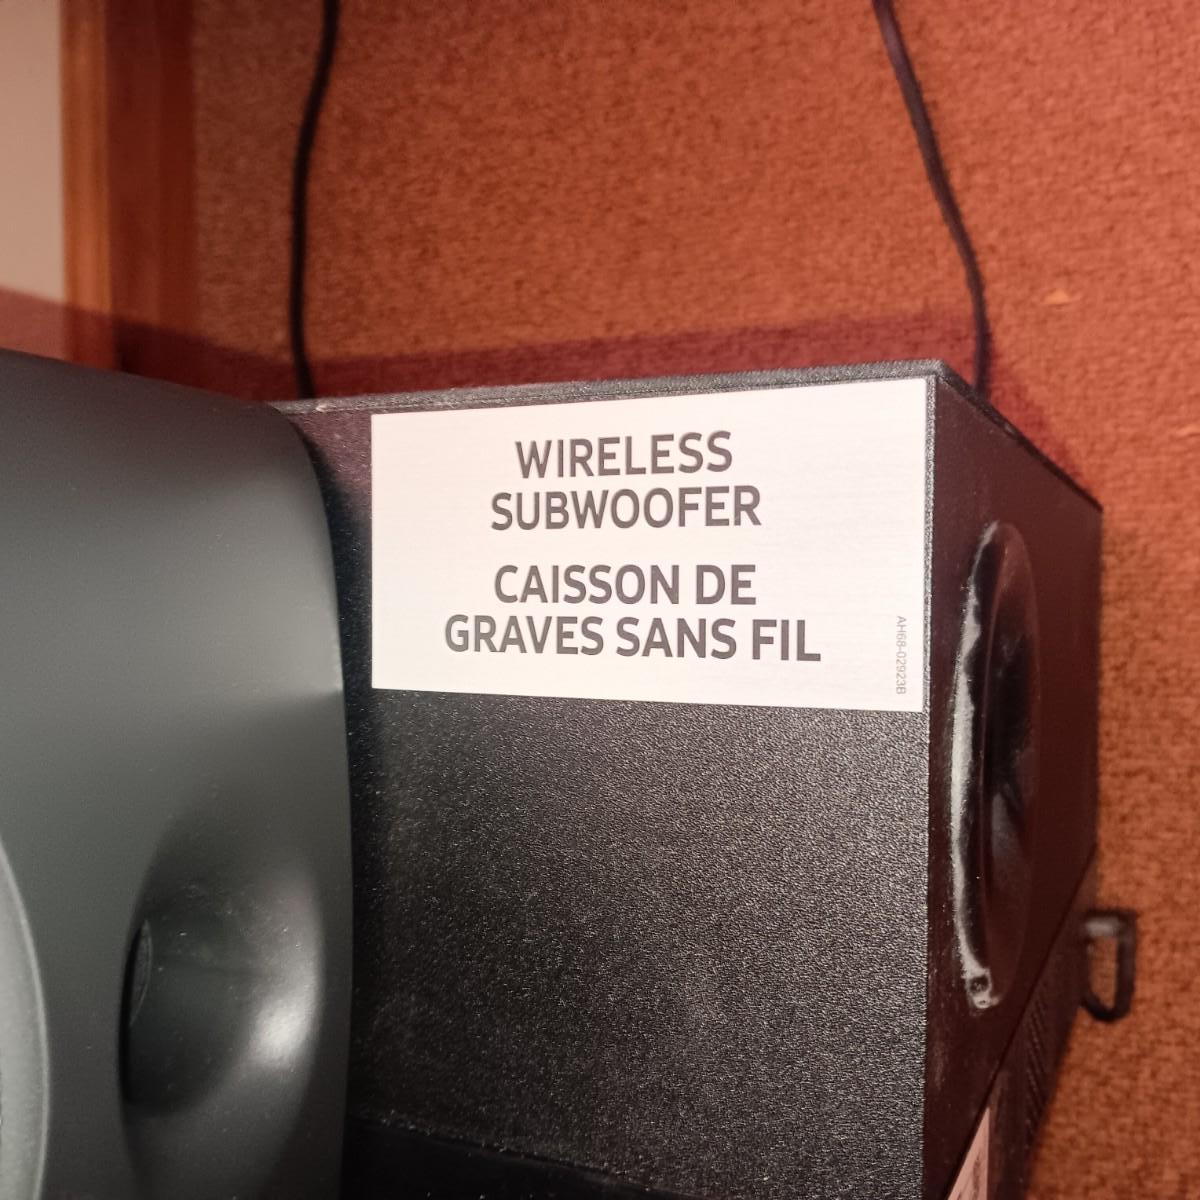 WIRELESS
SUBWOOFER
CAISSON DE
GRAVES SANS FIL
AH68-02923B